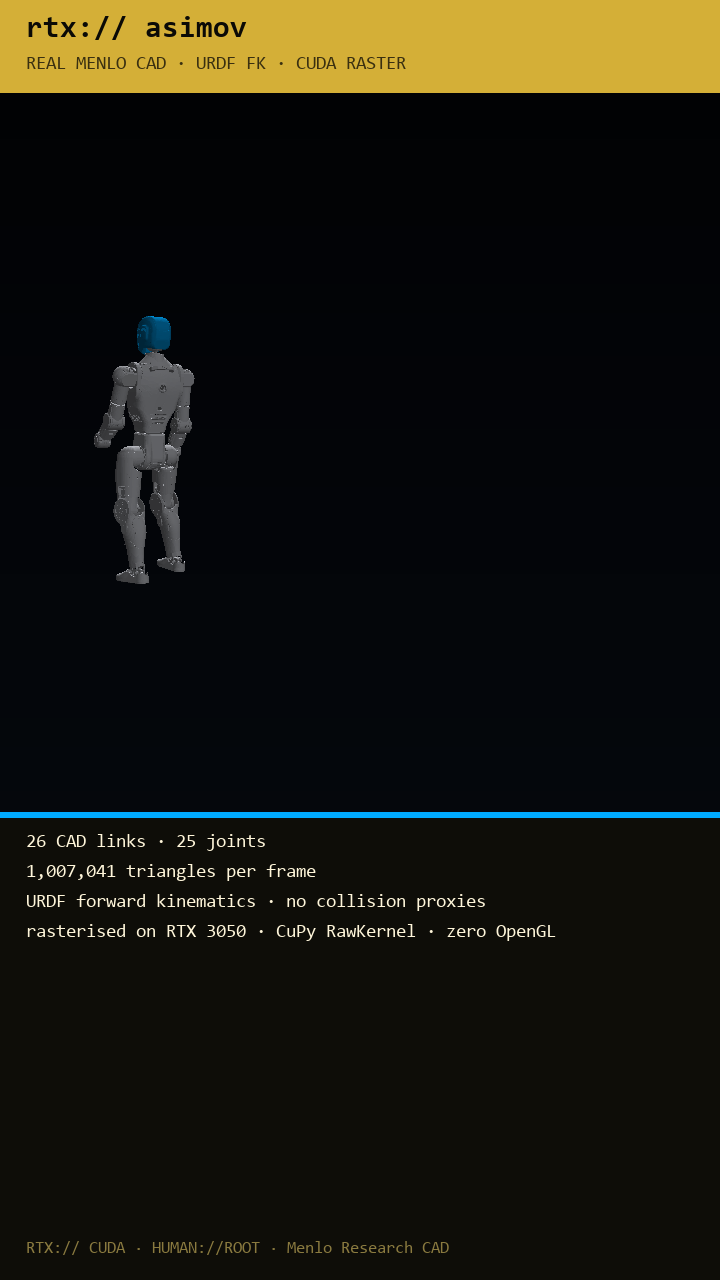 rtx:// asimov
REAL MENLO CAD · URDF FK · CUDA RASTER
26 CAD links · 25 joints
1,007,041 triangles per frame
URDF forward kinematics · no collision proxies
rasterised on RTX 3050 · CuPy RawKernel · zero OpenGL
RTX:// CUDA · HUMAN://ROOT · Menlo Research CAD